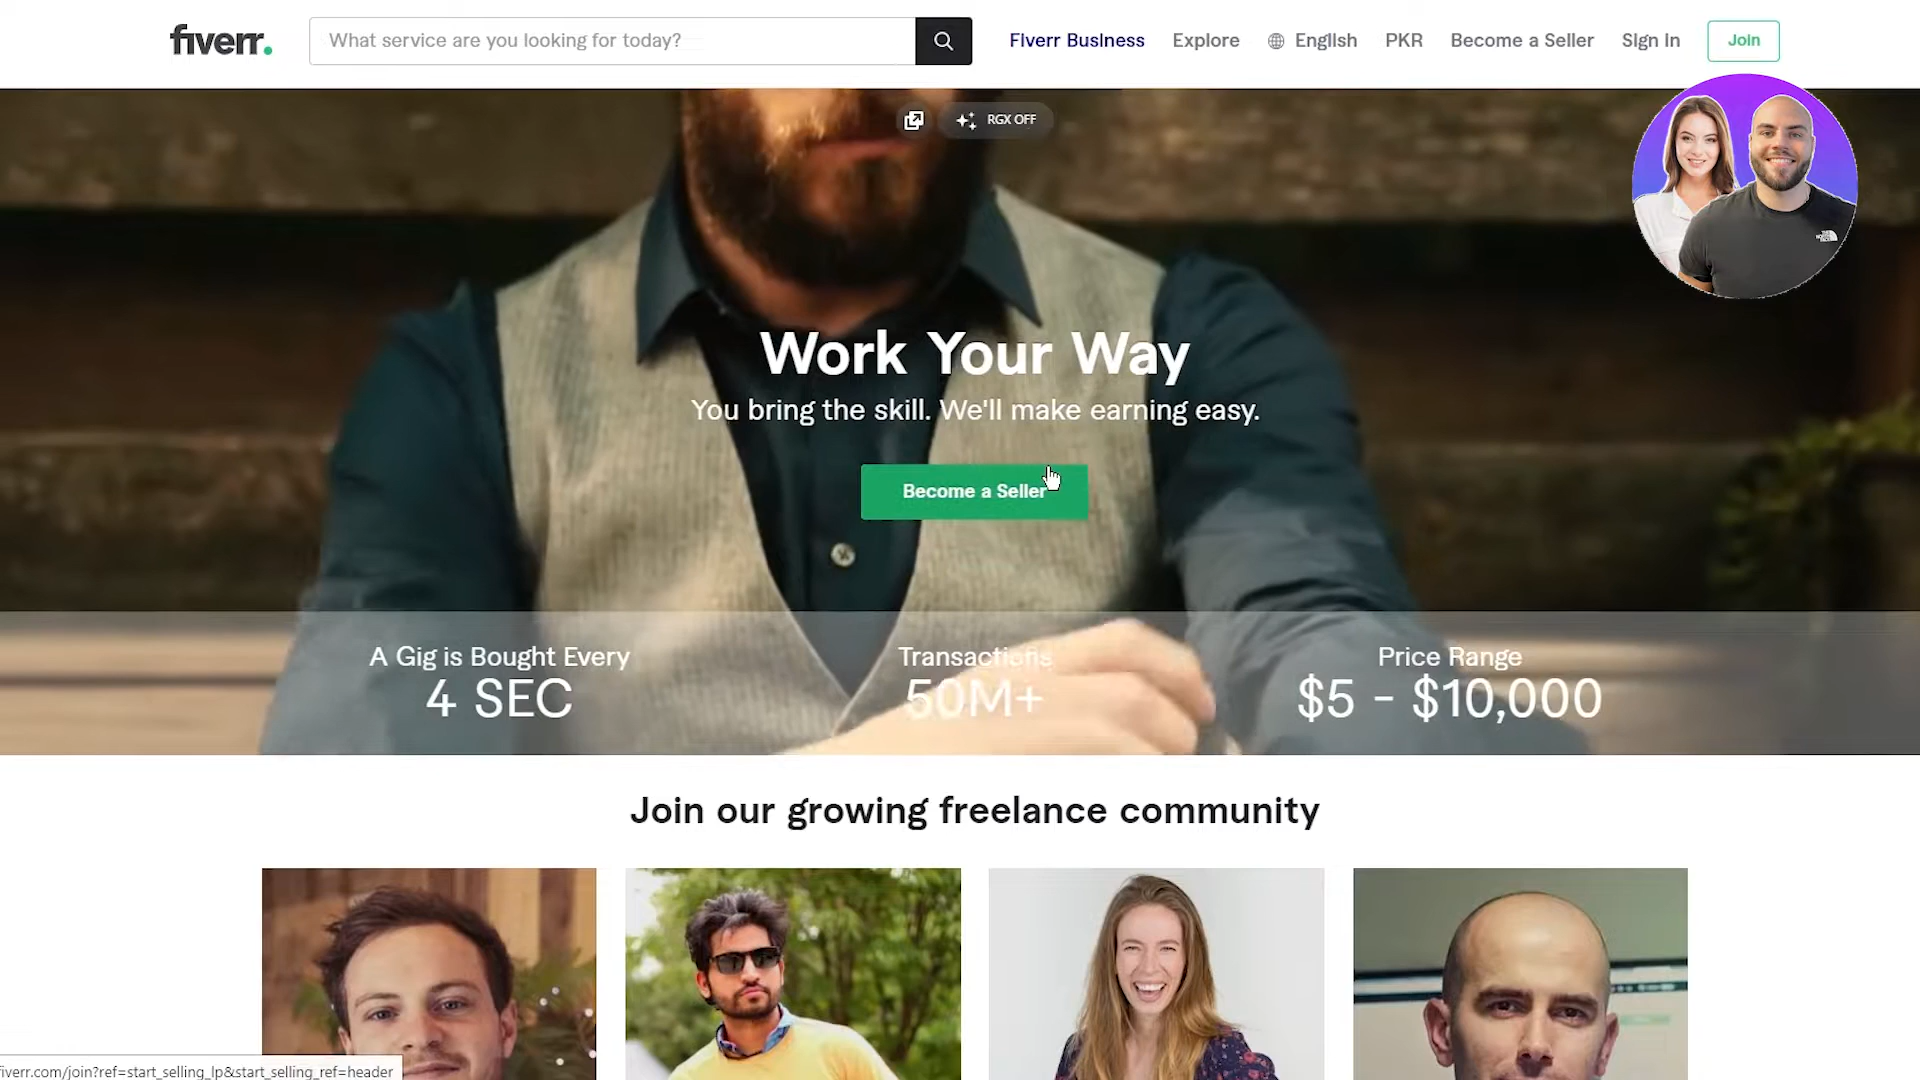 fiverr.
What service are you looking for today?
Fiverr Business
Explore
English
PKR
Become a Seller
Sign In
Join
RGX OFF
THE NORTH FACE
Work Your Way
You bring the skill. We'll make earning easy.
Become a Seller
A Gig is Bought Every
4 SEC
Transactions
50M+
Price Range
$5 - $10,000
Join our growing freelance community
fiverr.com/join?ref=start_selling_lp&start_selling_ref=header